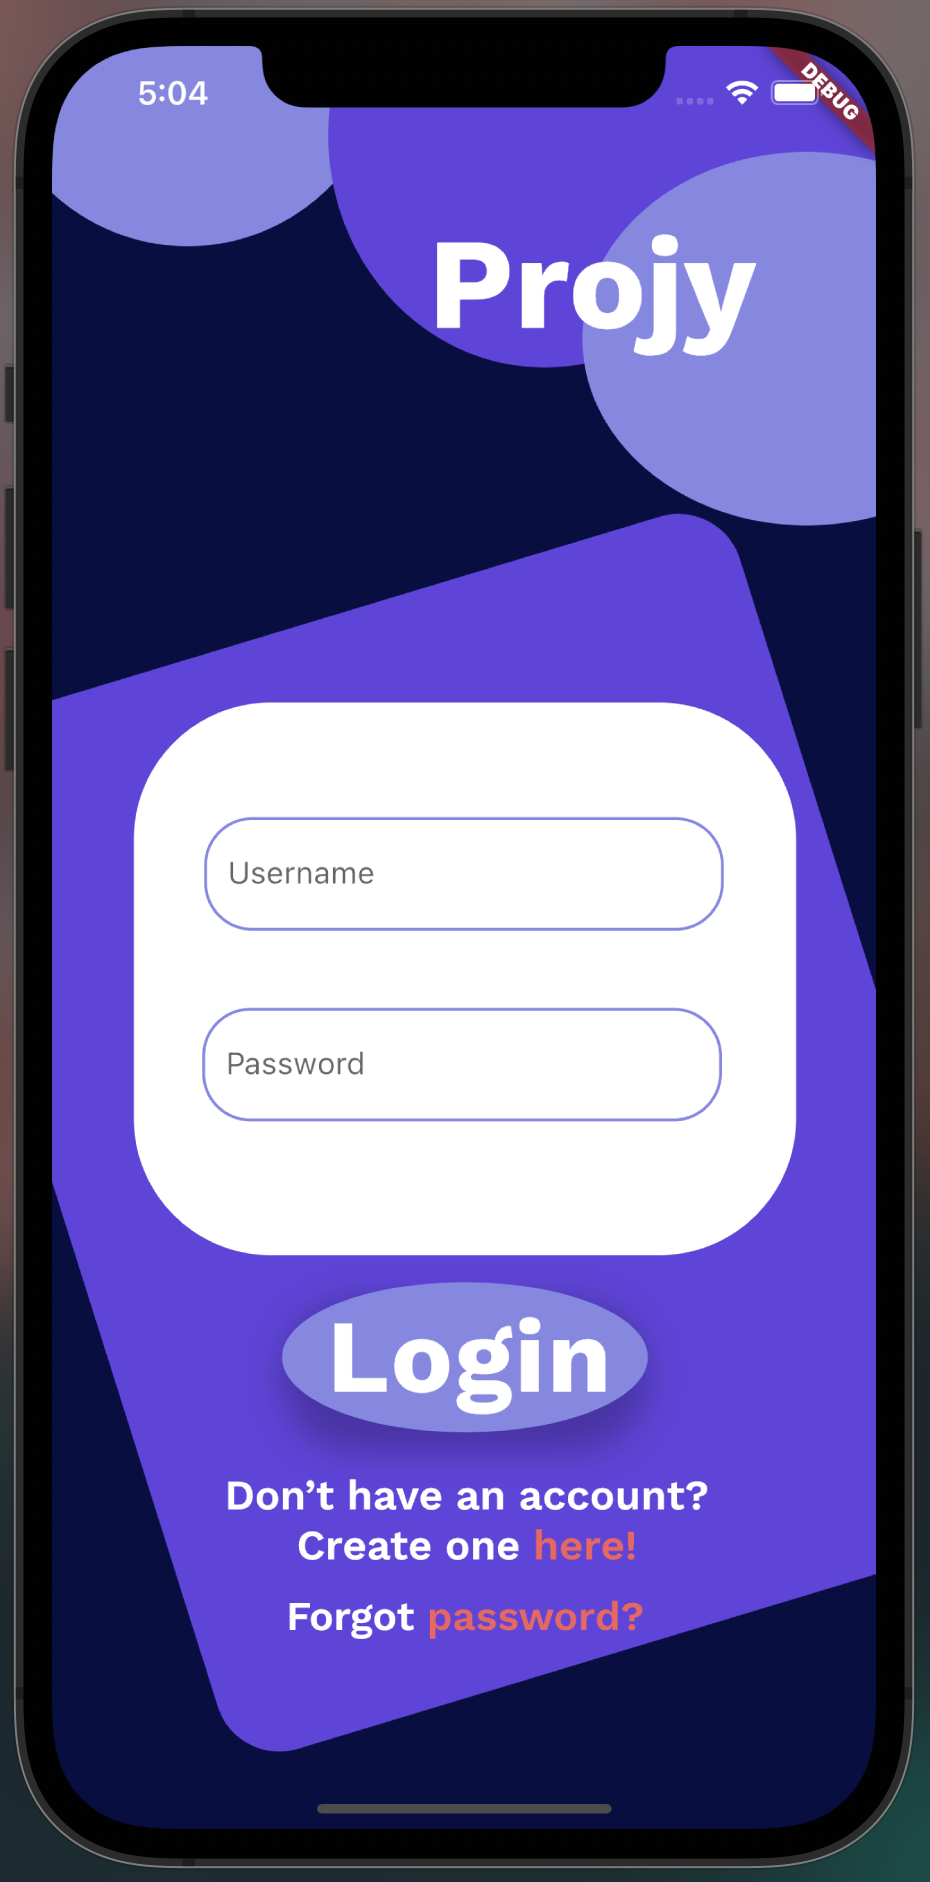 5:04
DEBUG
Projy
Username
Password
Login
Don’t have an account?
Create one here!
Forgot password?